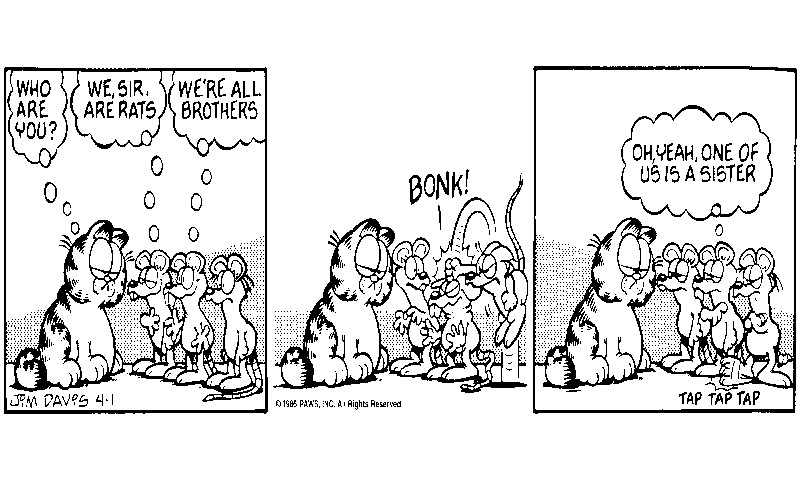 WHO
ARE
YOU?
WE, SIR,
ARE RATS
WE'RE ALL
BROTHERS
JIM DAVIS 4·1
BONK!
© 1985 PAWS, INC. All Rights Reserved
OH, YEAH, ONE OF
US IS A SISTER
TAP TAP TAP